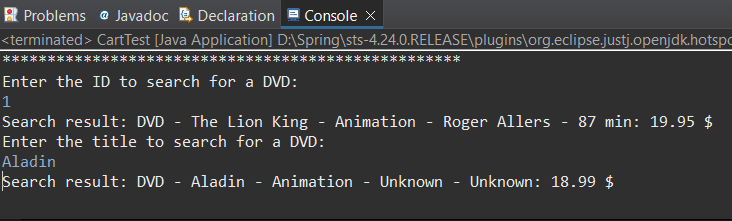 Problems @ Javadoc Declaration Console
<terminated> CartTest [Java Application] D:\Spring\sts-4.24.0.RELEASE\plugins\org.eclipse.justj.openjdk.hotspo
***************************************************
Enter the ID to search for a DVD:
1
Search result: DVD - The Lion King - Animation - Roger Allers - 87 min: 19.95 $
Enter the title to search for a DVD:
Aladin
Search result: DVD - Aladin - Animation - Unknown - Unknown: 18.99 $